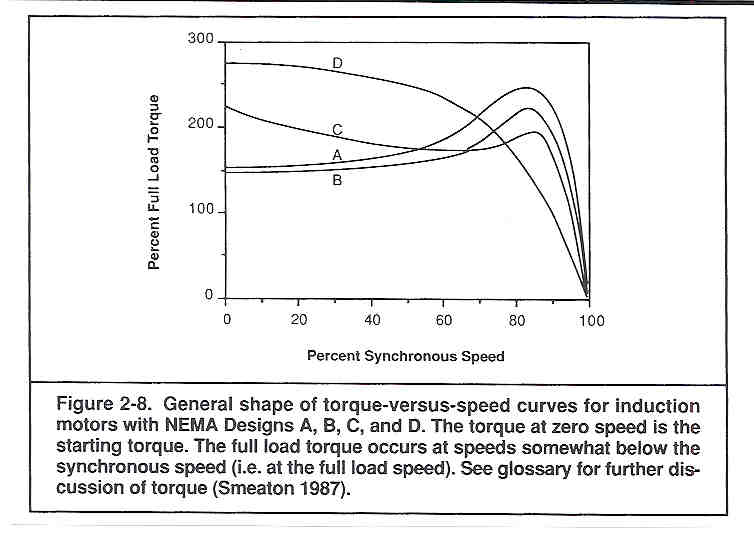 300
D
Percent Full Load Torque
200
C
A
B
100
0
0 20 40 60 80 100
Percent Synchronous Speed
Figure 2-8. General shape of torque-versus-speed curves for induction
motors with NEMA Designs A, B, C, and D. The torque at zero speed is the
starting torque. The full load torque occurs at speeds somewhat below the
synchronous speed (i.e. at the full load speed). See glossary for further dis-
cussion of torque (Smeaton 1987).